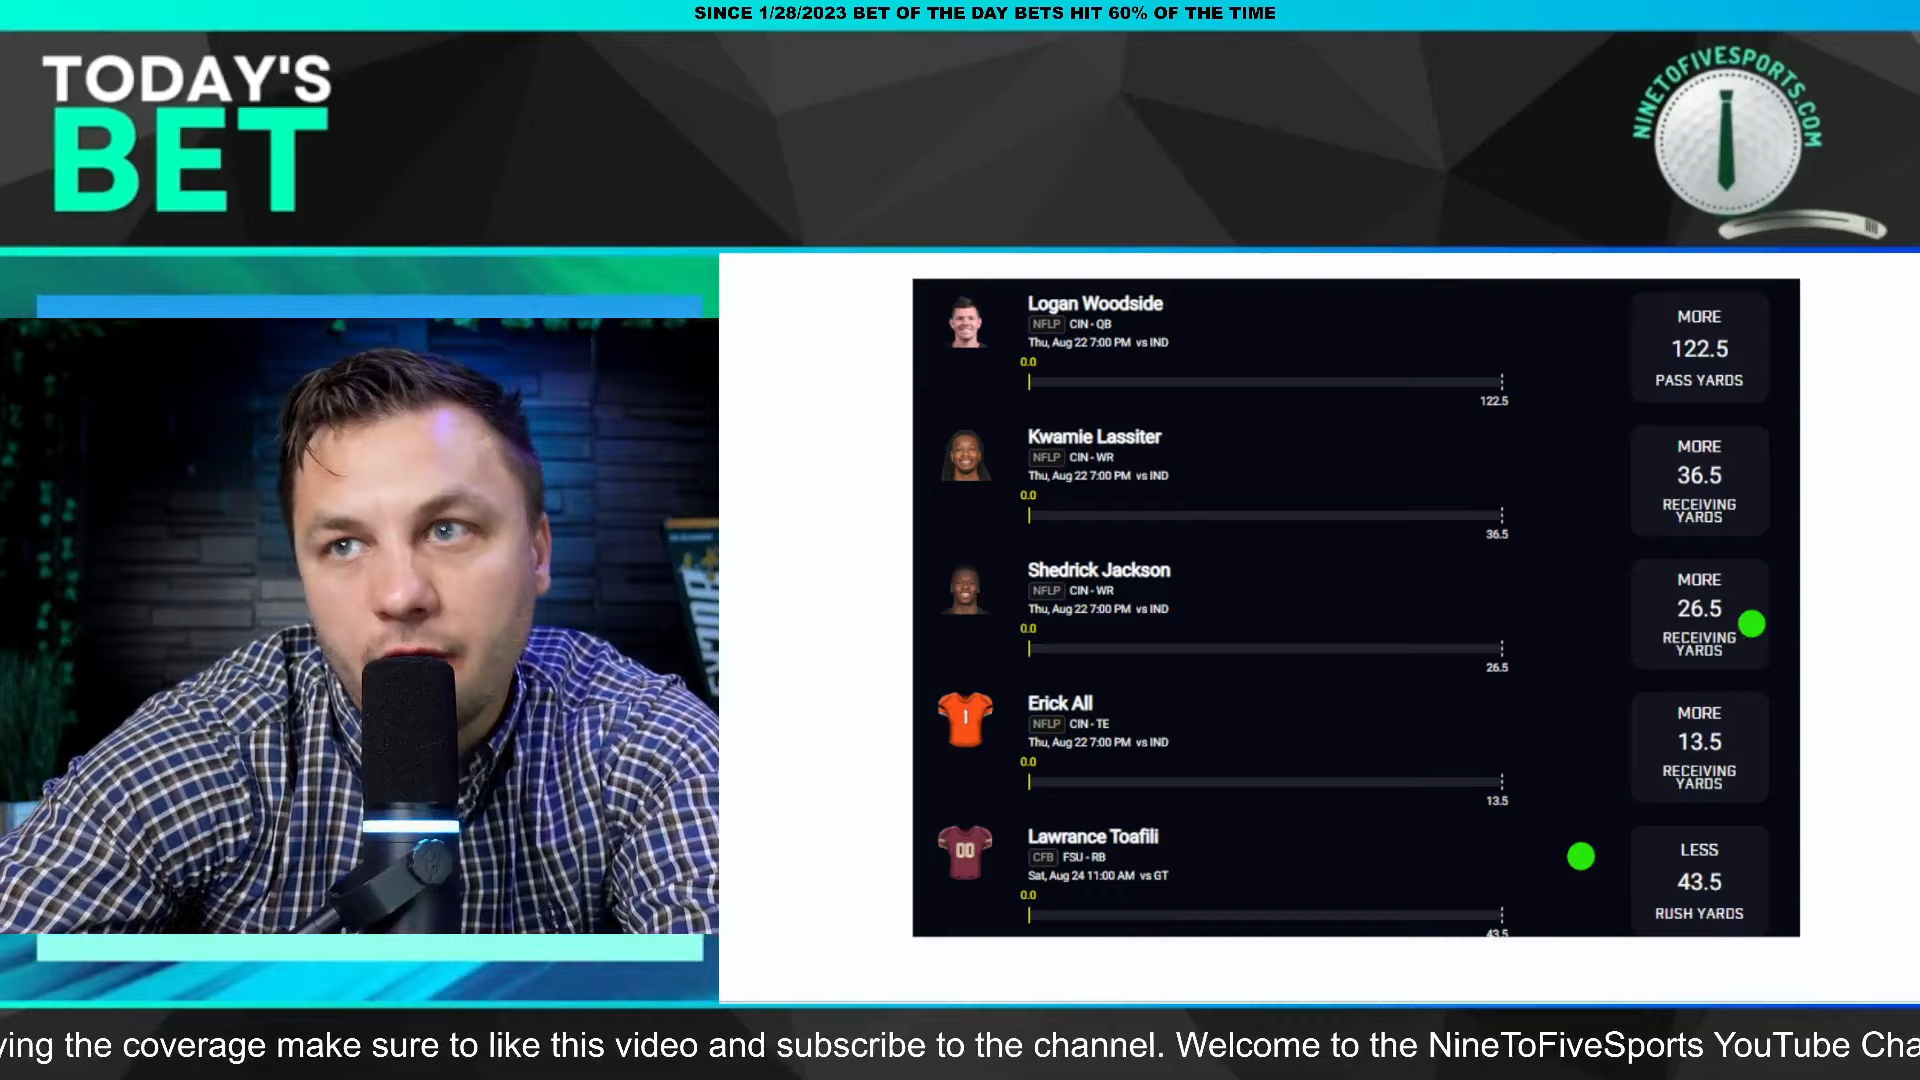 SINCE 1/28/2023 BET OF THE DAY BETS HIT 60% OF THE TIME
TODAY'S
BET
NINETOFIVESPORTS.COM
Logan Woodside
NFLP CIN - QB
Thu, Aug 22 7:00 PM vs IND
0.0
122.5
MORE
122.5
PASS YARDS
Kwamie Lassiter
NFLP CIN - WR
Thu, Aug 22 7:00 PM vs IND
0.0
36.5
MORE
36.5
RECEIVING
YARDS
Shedrick Jackson
NFLP CIN - WR
Thu, Aug 22 7:00 PM vs IND
0.0
26.5
MORE
26.5
RECEIVING
YARDS
1
Erick All
NFLP CIN - TE
Thu, Aug 22 7:00 PM vs IND
0.0
13.5
MORE
13.5
RECEIVING
YARDS
00
Lawrance Toafili
CFB FSU - RB
Sat, Aug 24 11:00 AM vs GT
0.0
43.5
LESS
43.5
RUSH YARDS
ying the coverage make sure to like this video and subscribe to the channel. Welcome to the NineToFiveSports YouTube Cha